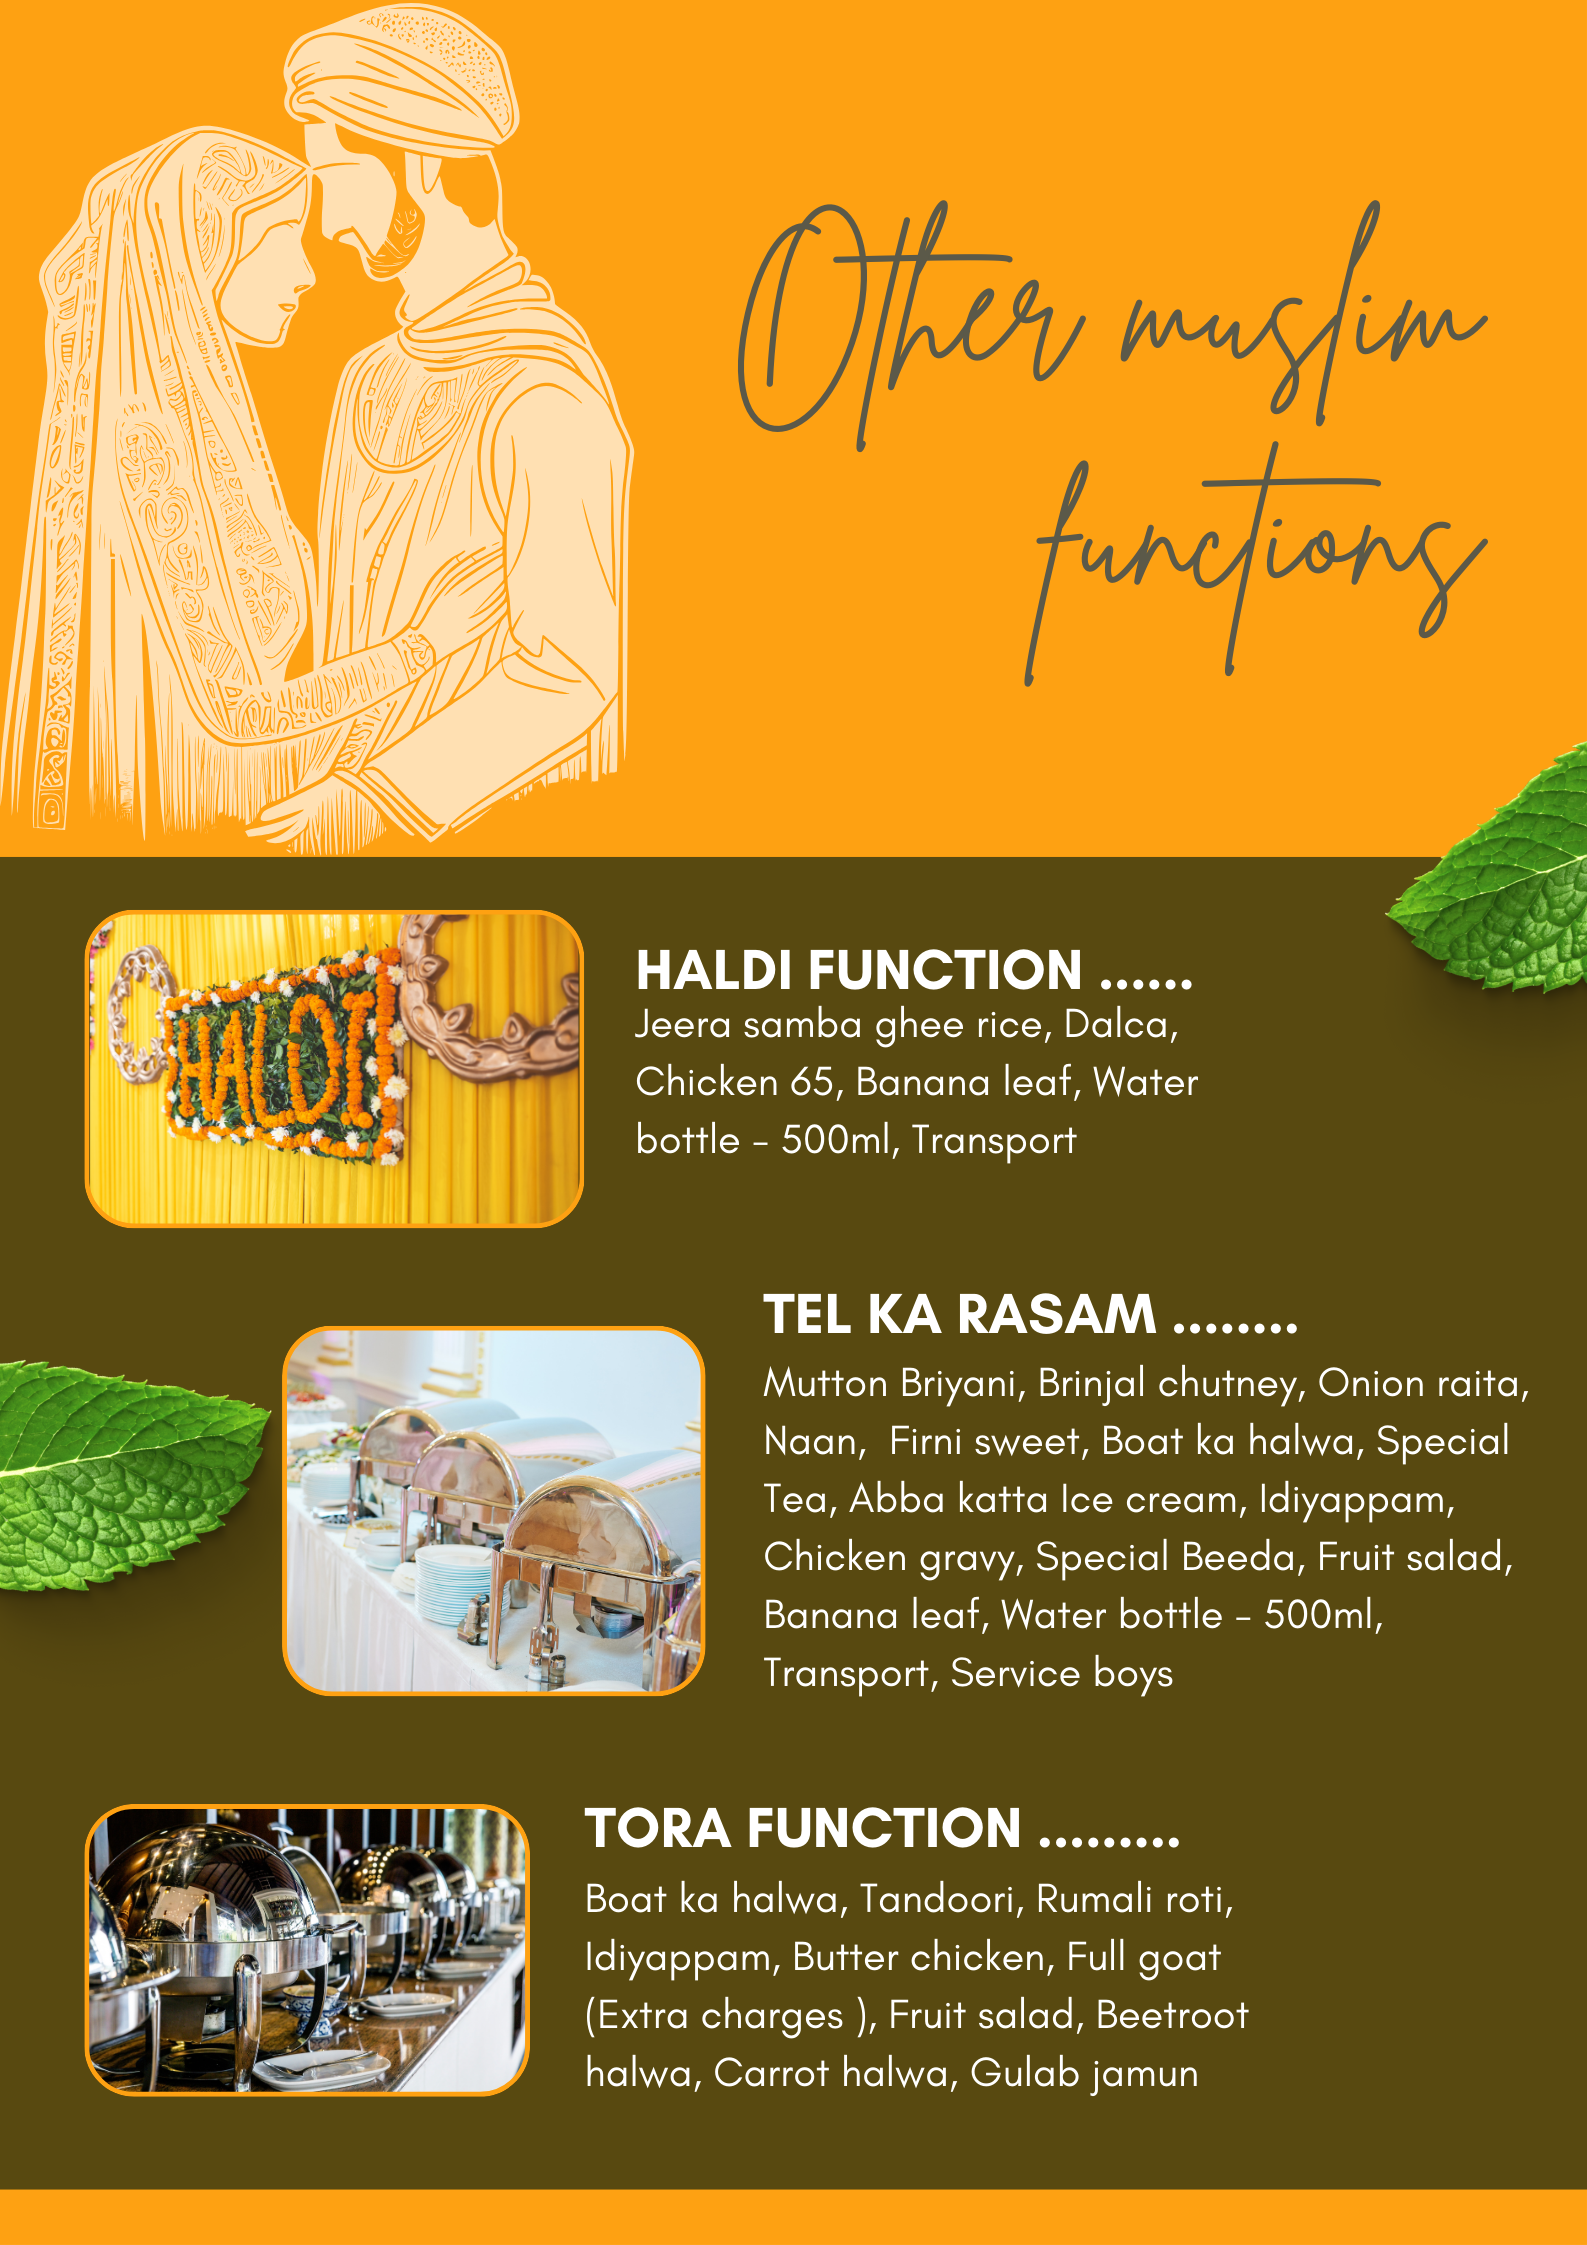 Other muslim
functions
HALDI
HALDI FUNCTION ......
Jeera samba ghee rice, Dalca,
Chicken 65, Banana leaf, Water
bottle - 500ml, Transport
TEL KA RASAM ........
Mutton Briyani, Brinjal chutney, Onion raita,
Naan,  Firni sweet, Boat ka halwa, Special
Tea, Abba katta Ice cream, Idiyappam,
Chicken gravy, Special Beeda, Fruit salad,
Banana leaf, Water bottle - 500ml,
Transport, Service boys
TORA FUNCTION .........
Boat ka halwa, Tandoori, Rumali roti,
Idiyappam, Butter chicken, Full goat
(Extra charges ), Fruit salad, Beetroot
halwa, Carrot halwa, Gulab jamun